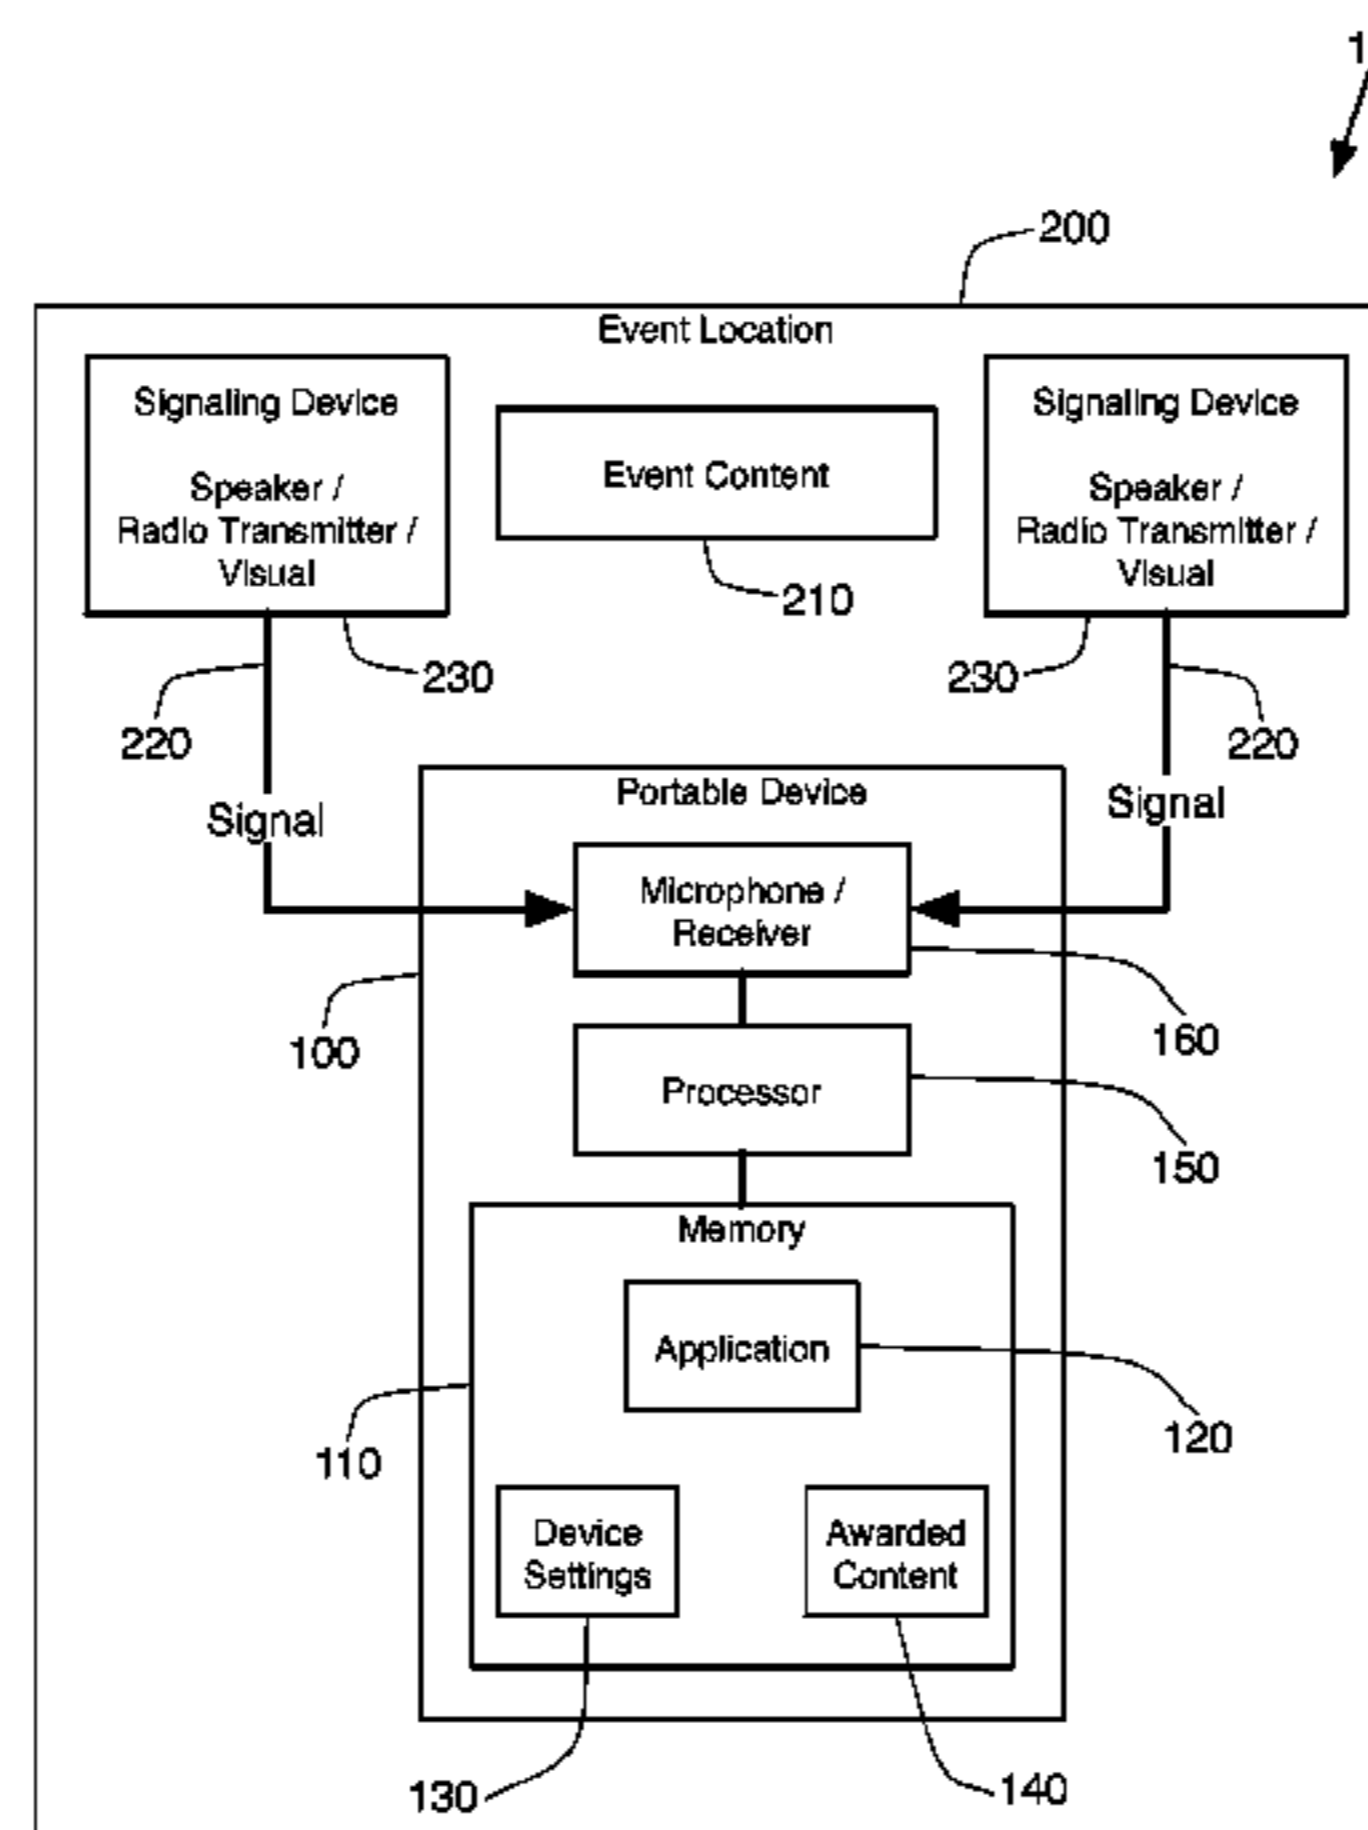 1
200
Event Location
Signaling Device
Speaker /
Radio Transmitter /
Visual
Event Content
210
Signaling Device
Speaker /
Radio Transmitter /
Visual
230
220
Signal
230
220
Signal
Portable Device
Microphone /
Receiver
160
100
Processor
150
Memory
Application
120
110
Device
Settings
Awarded
Content
130
140